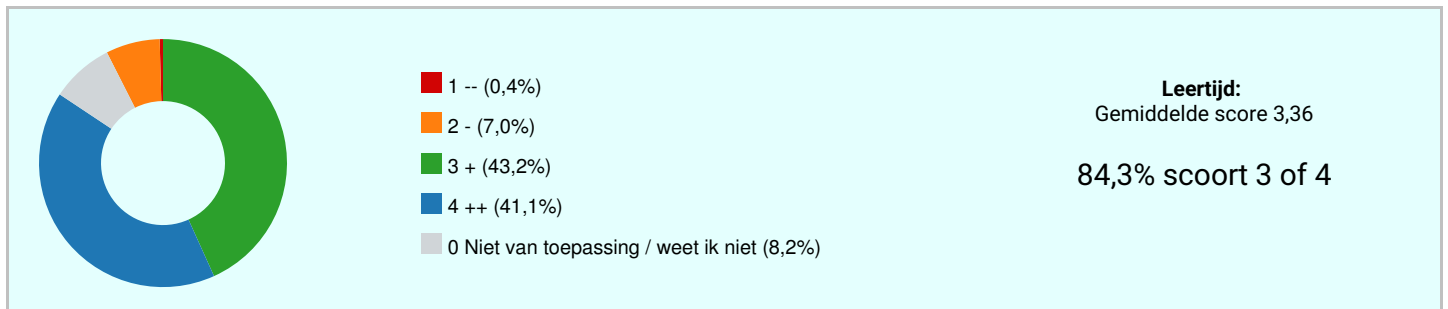 1 -- (0,4%)
2 - (7,0%)
3 + (43,2%)
4 ++ (41,1%)
0 Niet van toepassing / weet ik niet (8,2%)
Leertijd:
Gemiddelde score 3,36
84,3% scoort 3 of 4